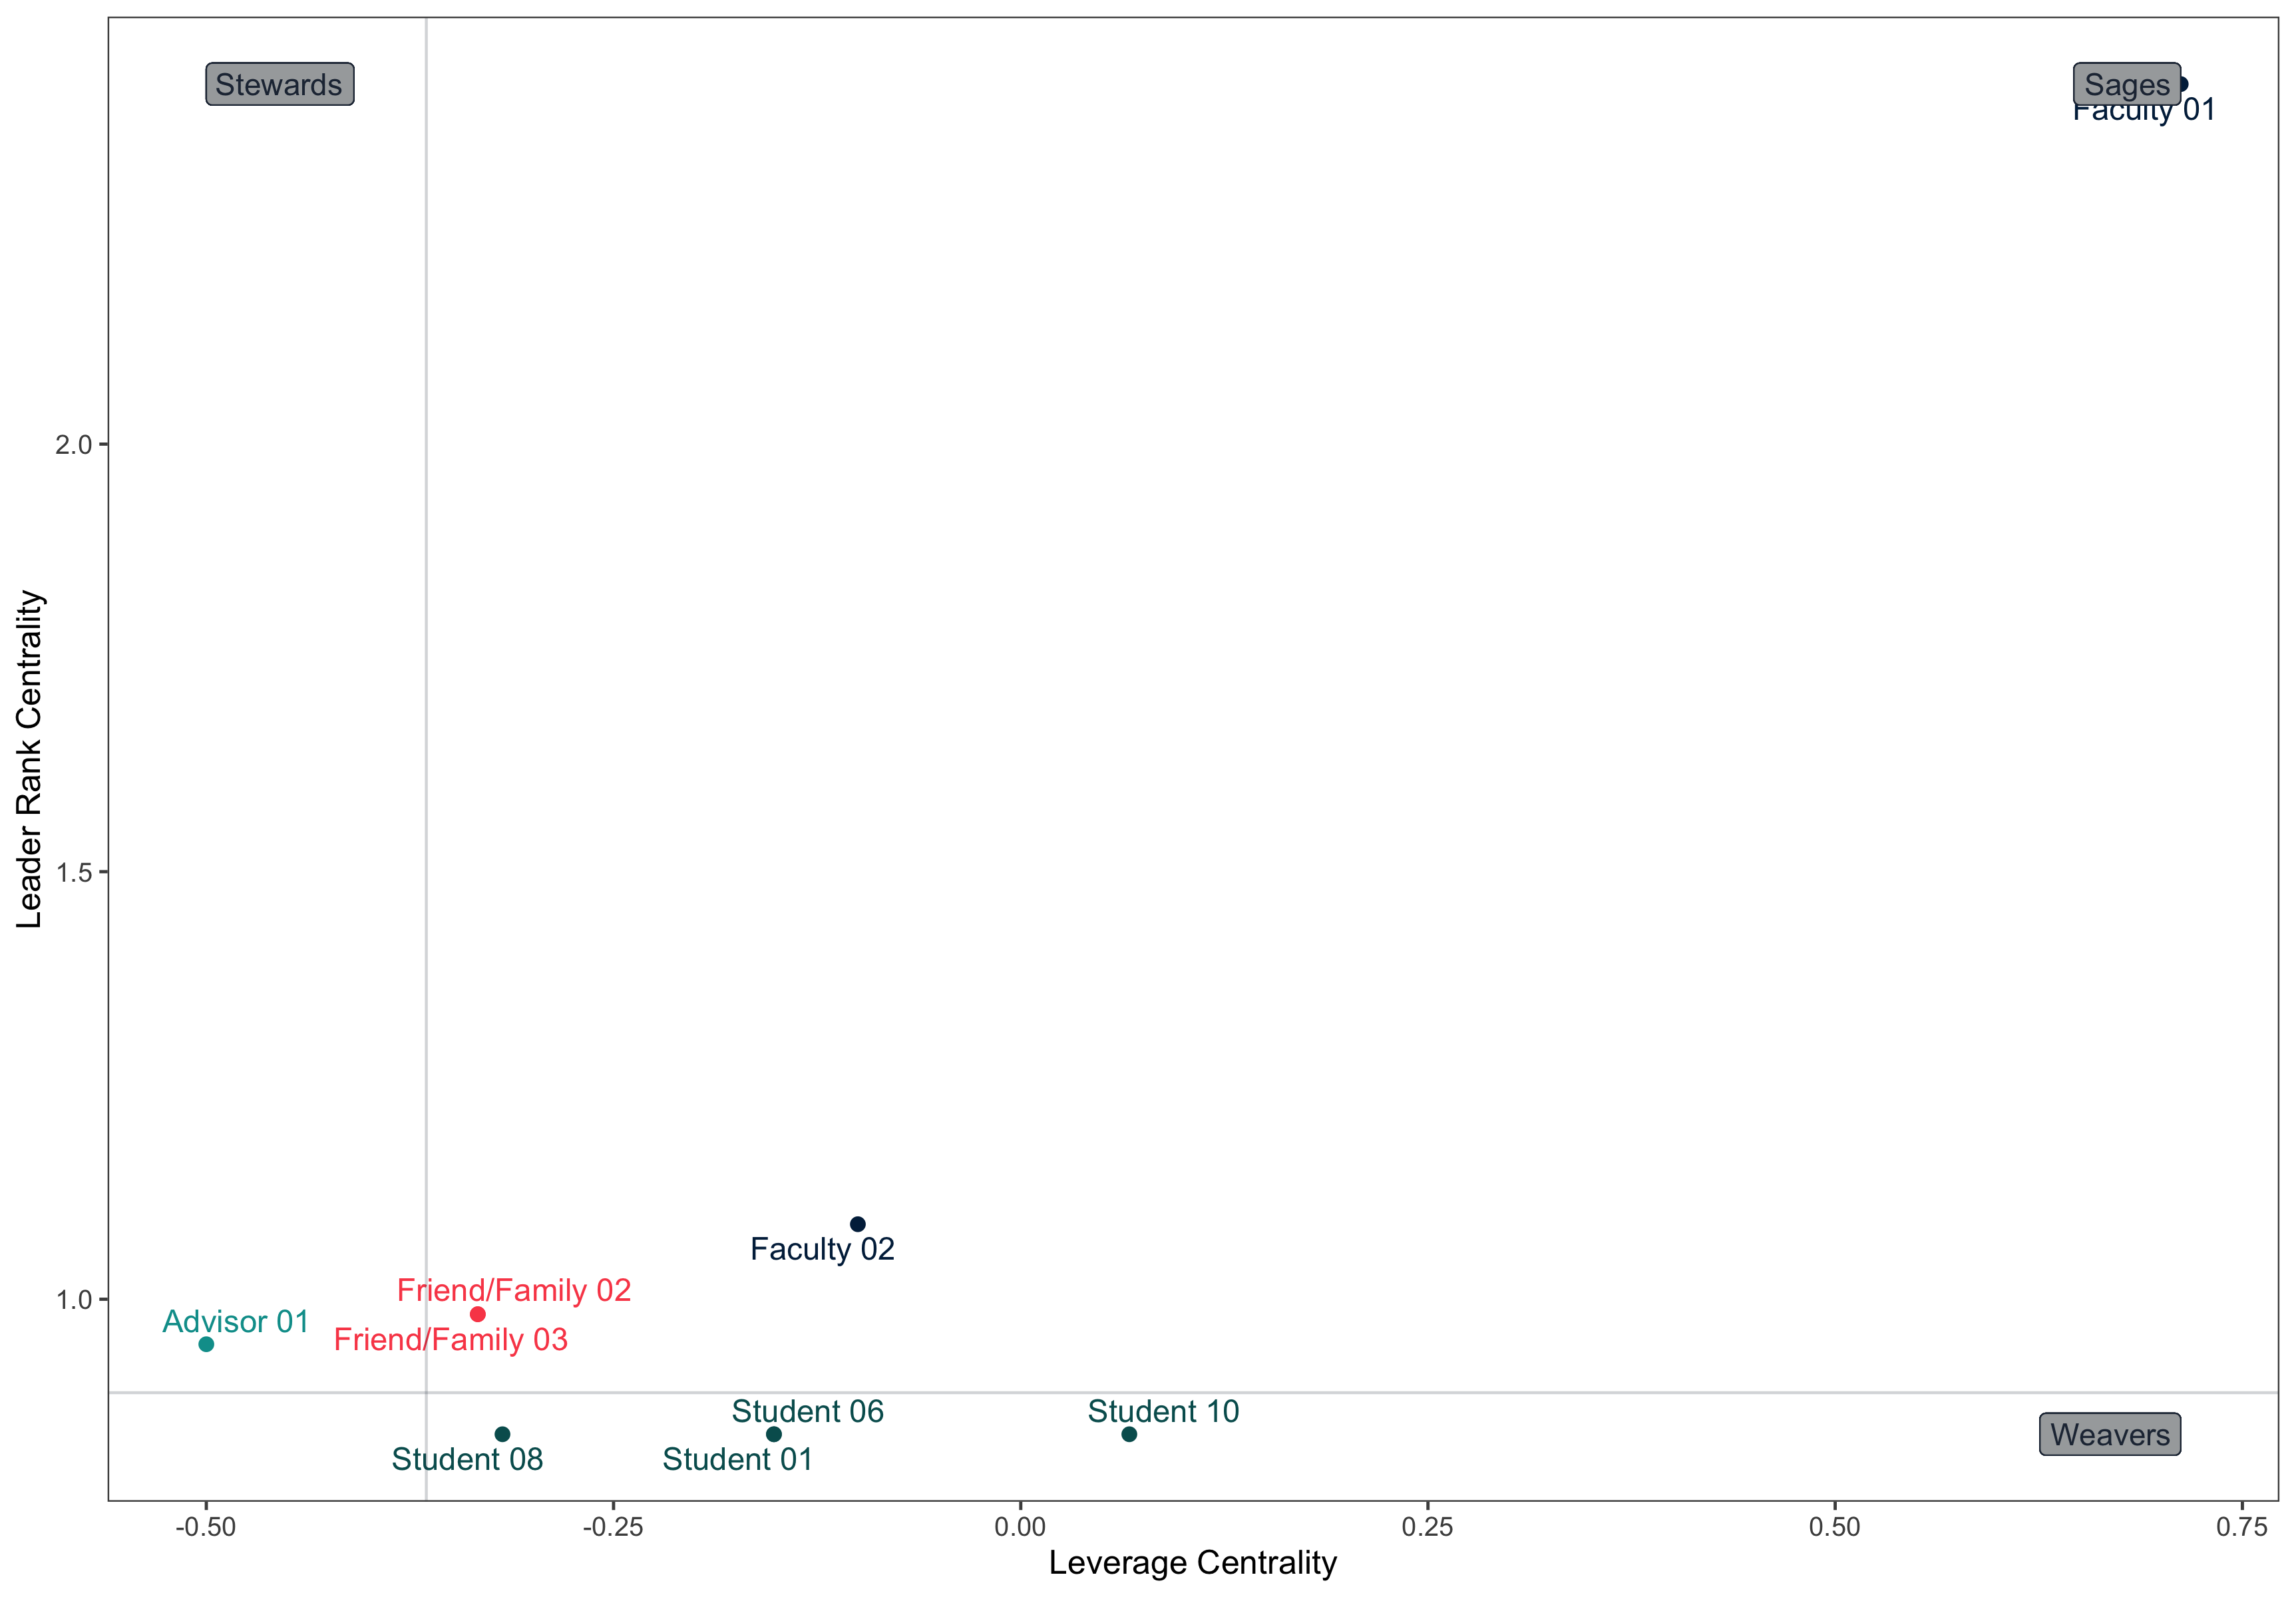 Stewards
Sages
Faculty 01
2.0
Leader Rank Centrality
1.5
Faculty 02
Friend/Family 02
1.0
Advisor 01
Friend/Family 03
Student 06
Student 10
Weavers
Student 08
Student 01
-0.50
-0.25
0.00
0.25
0.50
0.75
Leverage Centrality